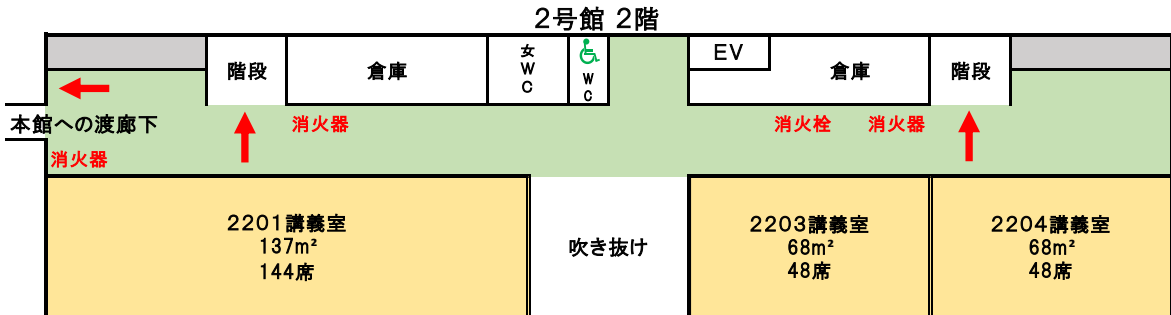 2号館 2階
階段
倉庫
女WC
WC
EV
倉庫
階段
本館への渡廊下
消火器
消火栓
消火器
消火器
2201講義室
137m²
144席
吹き抜け
2203講義室
68m²
48席
2204講義室
68m²
48席